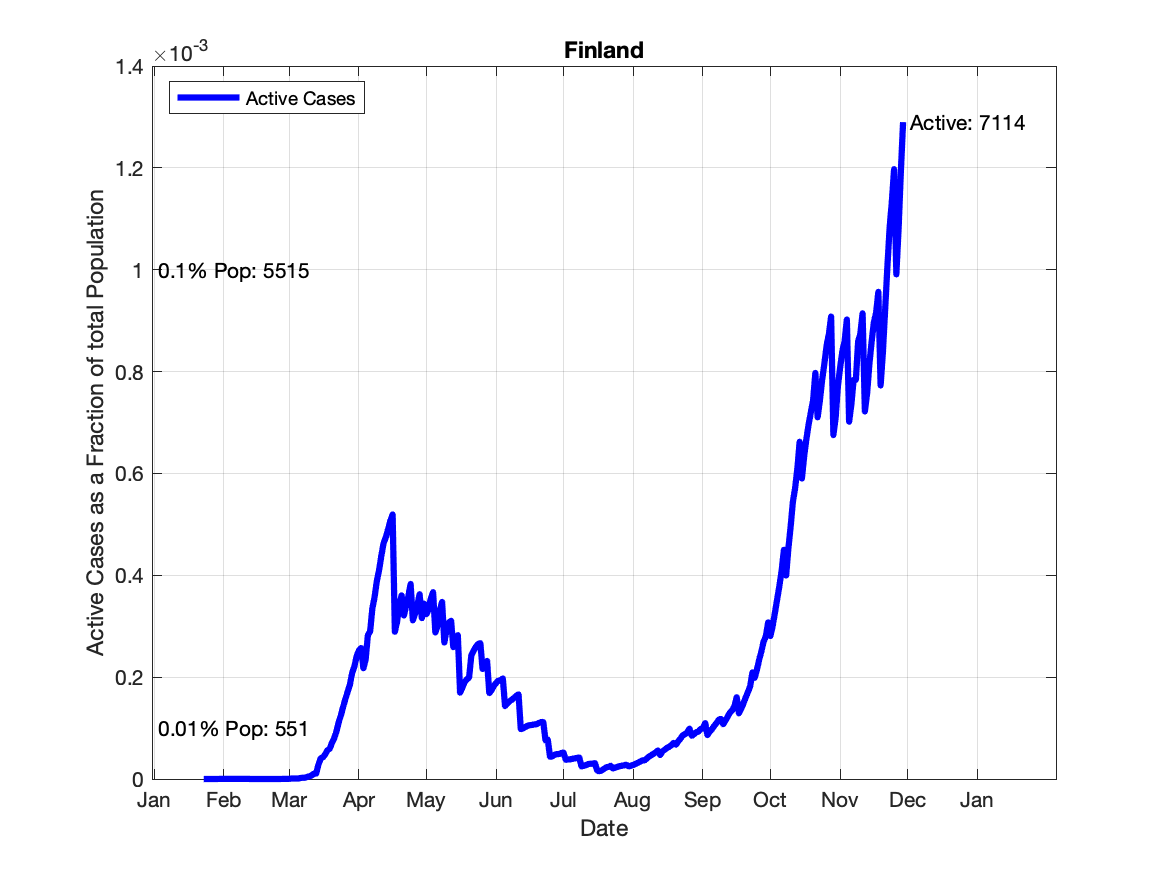 Finland
×10⁻³
1.4
1.2
1
0.8
0.6
0.4
0.2
0
Active Cases as a Fraction of total Population
Active Cases
Active: 7114
0.1% Pop: 5515
0.01% Pop: 551
Jan Feb Mar Apr May Jun Jul Aug Sep Oct Nov Dec Jan
Date